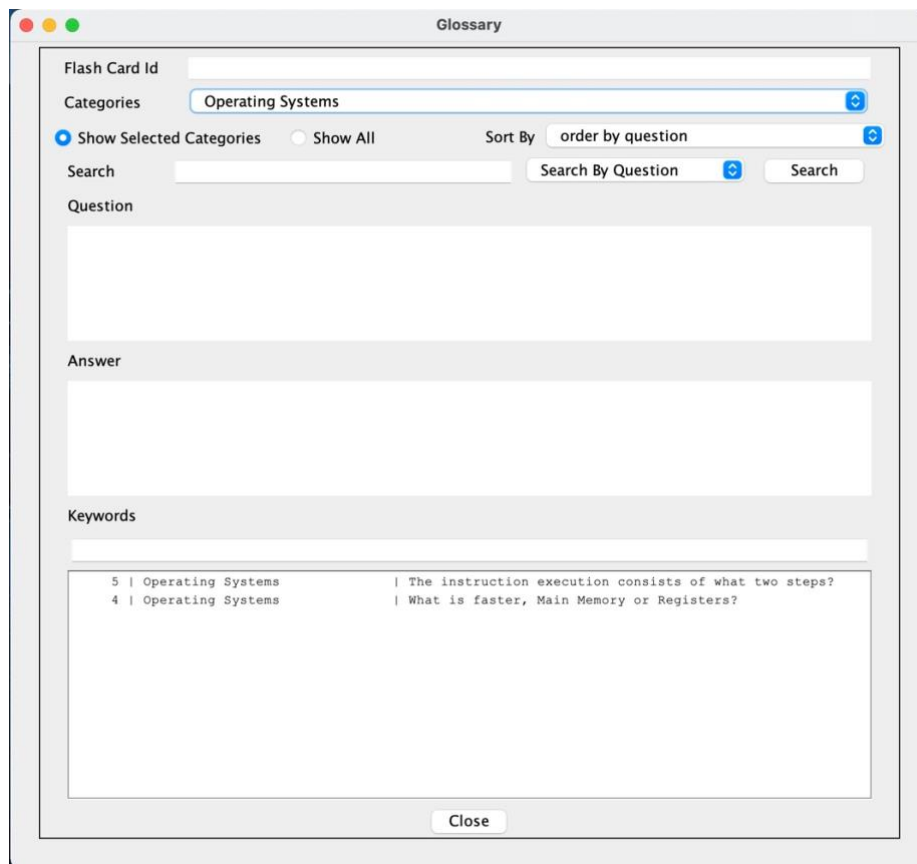 Glossary
Flash Card Id
Categories Operating Systems
Show Selected Categories Show All Sort By order by question
Search Search By Question Search
Question
Answer
Keywords
5 | Operating Systems | The instruction execution consists of what two steps?
4 | Operating Systems | What is faster, Main Memory or Registers?
Close